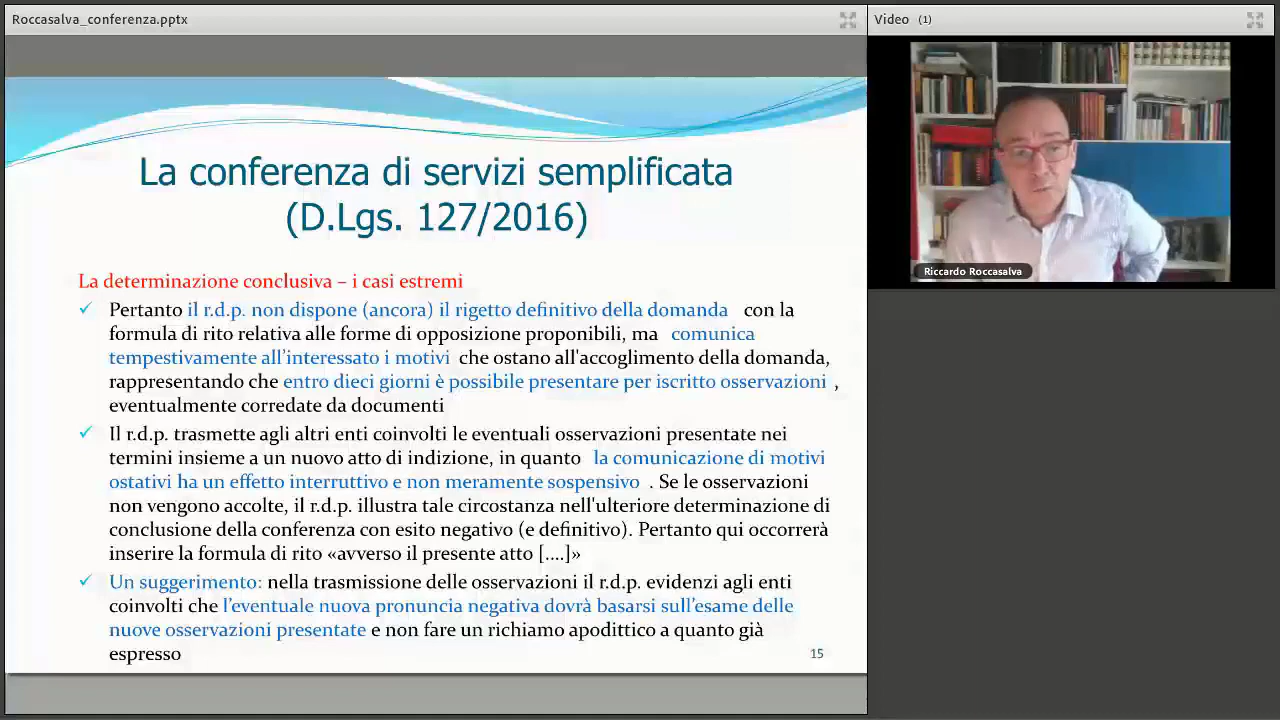 Roccasalva_conferenza.pptx
Video (1)
La conferenza di servizi semplificata
(D.Lgs. 127/2016)
La determinazione conclusiva – i casi estremi
✓ Pertanto il r.d.p. non dispone (ancora) il rigetto definitivo della domanda con la
formula di rito relativa alle forme di opposizione proponibili, ma comunica
tempestivamente all’interessato i motivi che ostano all'accoglimento della domanda,
rappresentando che entro dieci giorni è possibile presentare per iscritto osservazioni ,
eventualmente corredate da documenti
✓ Il r.d.p. trasmette agli altri enti coinvolti le eventuali osservazioni presentate nei
termini insieme a un nuovo atto di indizione, in quanto la comunicazione di motivi
ostativi ha un effetto interruttivo e non meramente sospensivo . Se le osservazioni
non vengono accolte, il r.d.p. illustra tale circostanza nell'ulteriore determinazione di
conclusione della conferenza con esito negativo (e definitivo). Pertanto qui occorrerà
inserire la formula di rito «avverso il presente atto [....]»
✓ Un suggerimento: nella trasmissione delle osservazioni il r.d.p. evidenzi agli enti
coinvolti che l’eventuale nuova pronuncia negativa dovrà basarsi sull’esame delle
nuove osservazioni presentate e non fare un richiamo apodittico a quanto già
espresso
15
Riccardo Roccasalva